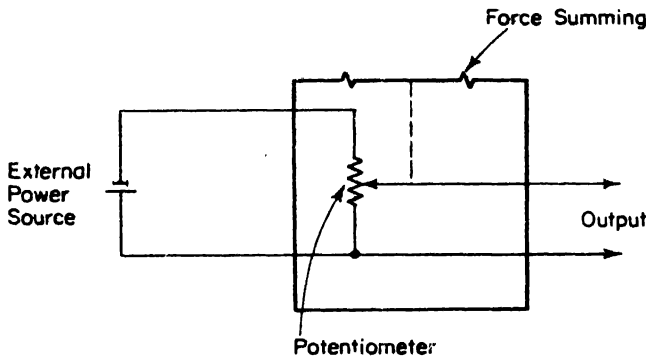 Force Summing
External
Power
Source
Output
Potentiometer